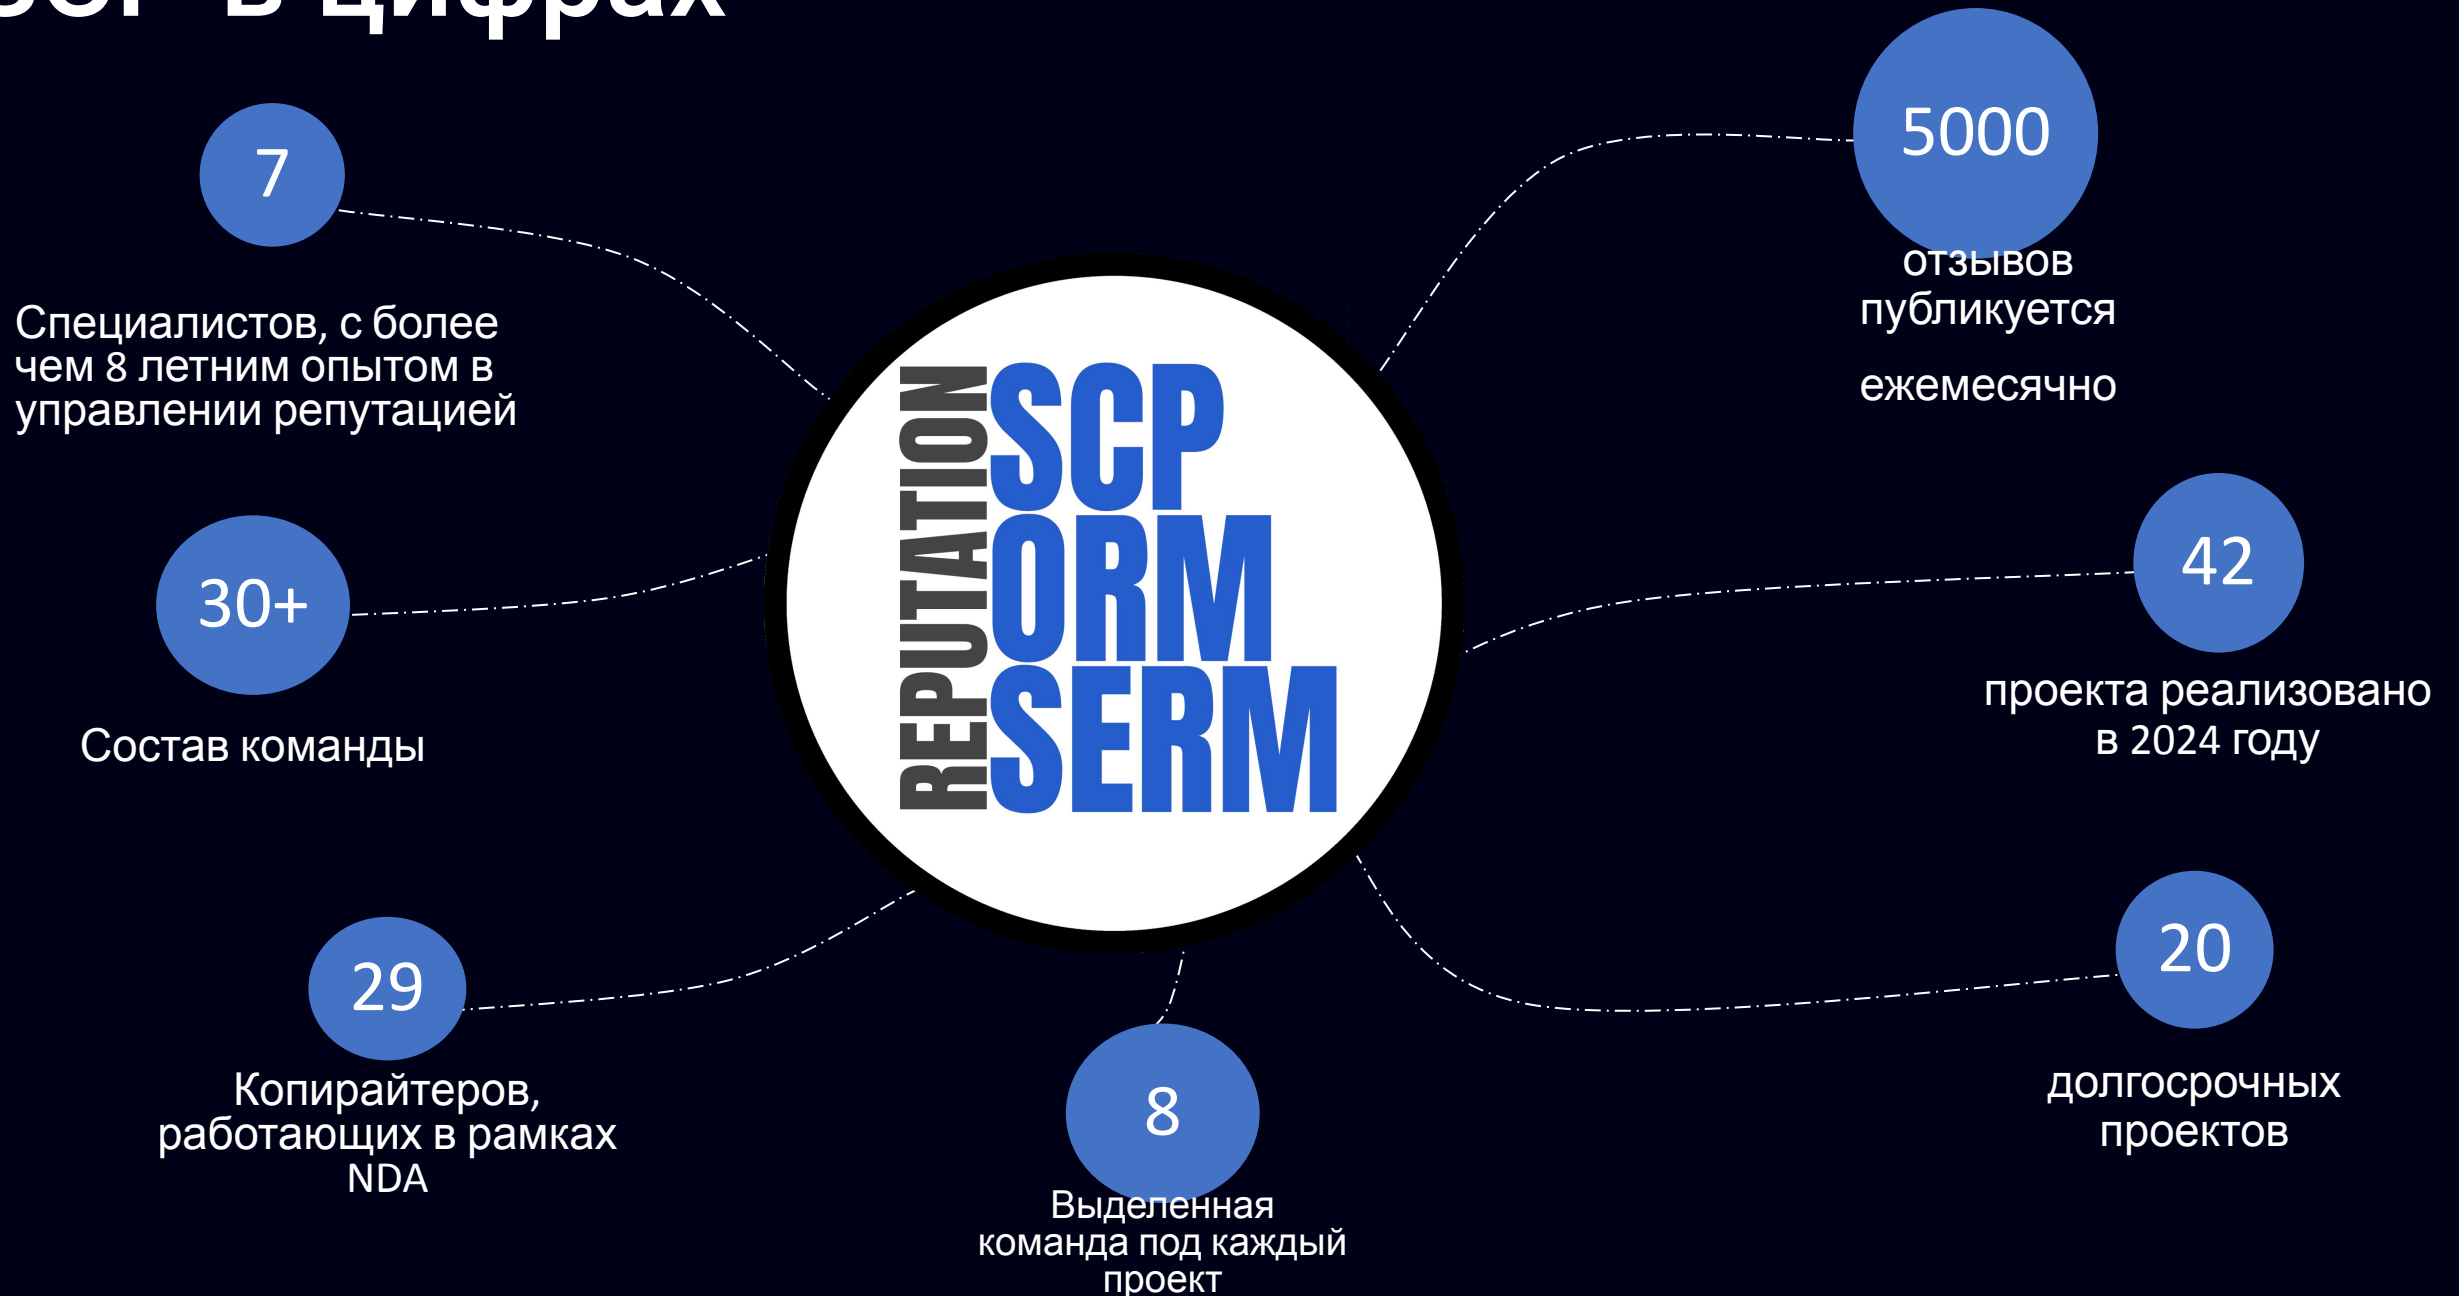 SCP в цифрах
7
Специалистов, с более
чем 8 летним опытом в
управлении репутацией
30+
Состав команды
29
Копирайтеров,
работающих в рамках
NDA
REPUTATION
SCP
ORM
SERM
8
Выделенная
команда под каждый
проект
5000
отзывов
публикуется
ежемесячно
42
проекта реализовано
в 2024 году
20
долгосрочных
проектов